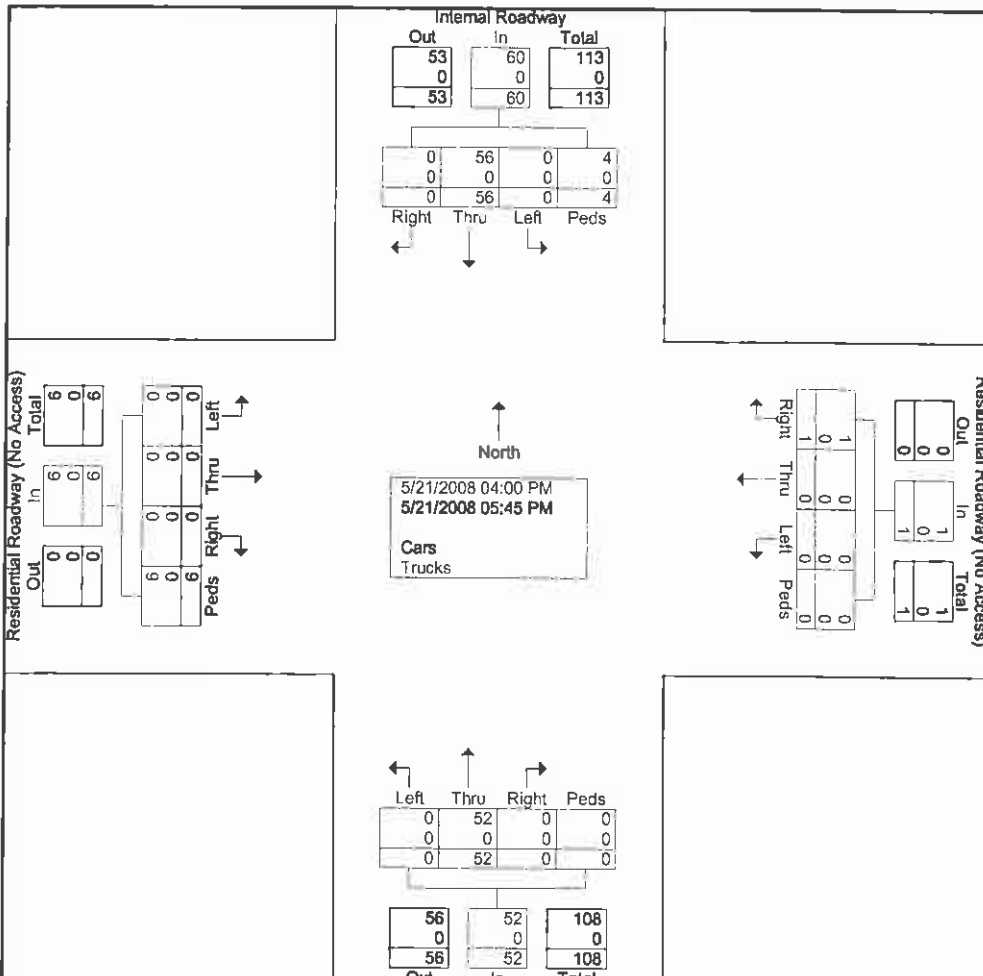 Internal Roadway
Out In Total
53 60 113
0 0 0
53 60 113
0 56 0 4
0 0 0 0
0 56 0 4
Right Thru Left Peds
Residential Roadway (No Access)
Out In Total
0 6 6
0 0 0
0 6 6
Left Thru Right Peds
0 0 0 6
0 0 0 0
0 0 0 6
North
5/21/2008 04:00 PM
5/21/2008 05:45 PM
Cars
Trucks
Right Thru Left Peds
1 0 0 0
0 0 0 0
1 0 0 0
Residential Roadway (No Access)
Out In Total
0 1 1
0 0 0
0 1 1
Left Thru Right Peds
0 52 0 0
0 0 0 0
0 52 0 0
56 52 108
0 0 0
56 52 108
Out In Total